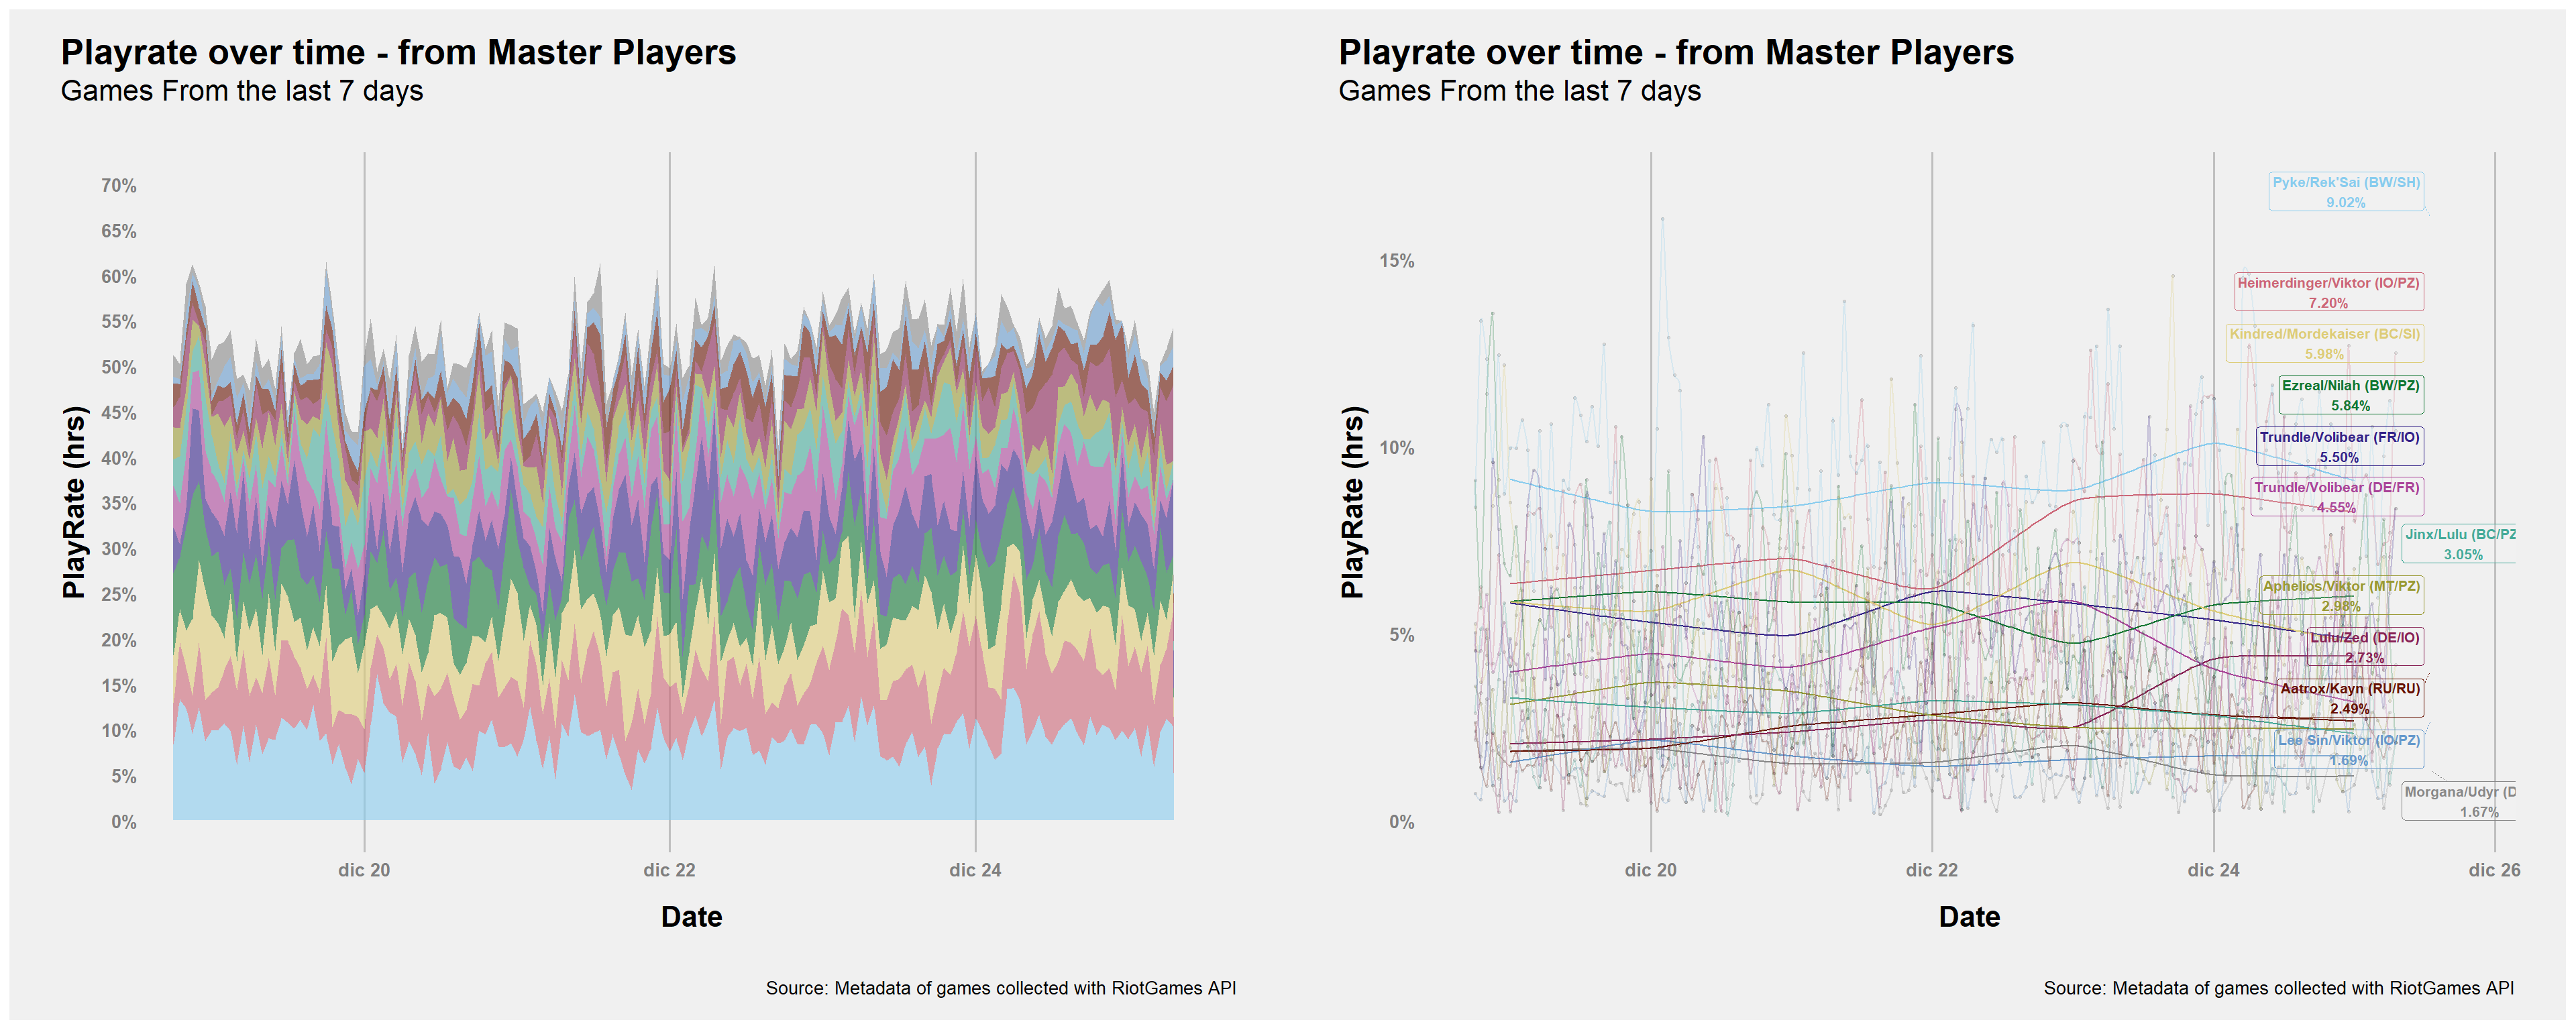 Playrate over time - from Master Players
Games From the last 7 days
PlayRate (hrs)
70%
65%
60%
55%
50%
45%
40%
35%
30%
25%
20%
15%
10%
5%
0%
dic 20
dic 22
dic 24
Date
Source: Metadata of games collected with RiotGames API
Playrate over time - from Master Players
Games From the last 7 days
PlayRate (hrs)
15%
10%
5%
0%
Pyke/Rek'Sai (BW/SH)
9.02%
Heimerdinger/Viktor (IO/PZ)
7.20%
Kindred/Mordekaiser (BC/SI)
5.98%
Ezreal/Nilah (BW/PZ)
5.84%
Trundle/Volibear (FR/IO)
5.50%
Trundle/Volibear (DE/FR)
4.55%
Jinx/Lulu (BC/PZ
3.05%
Aphelios/Viktor (MT/PZ)
2.98%
Lulu/Zed (DE/IO)
2.73%
Aatrox/Kayn (RU/RU)
2.49%
Lee Sin/Viktor (IO/PZ)
1.69%
Morgana/Udyr (D
1.67%
dic 20
dic 22
dic 24
dic 26
Date
Source: Metadata of games collected with RiotGames API